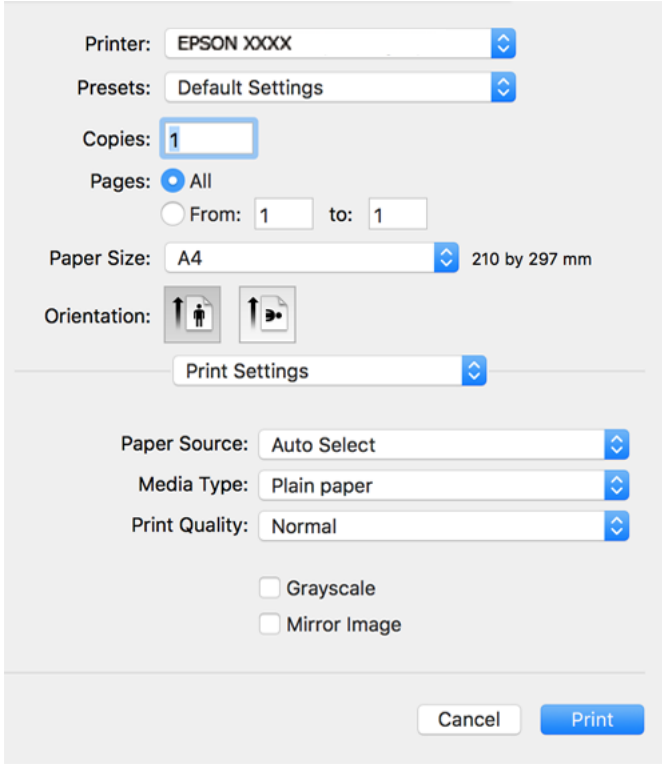 Printer: EPSON XXXX
Presets: Default Settings
Copies: 1
Pages: All
From: 1 to: 1
Paper Size: A4 210 by 297 mm
Orientation:
Print Settings
Paper Source: Auto Select
Media Type: Plain paper
Print Quality: Normal
Grayscale
Mirror Image
Cancel Print